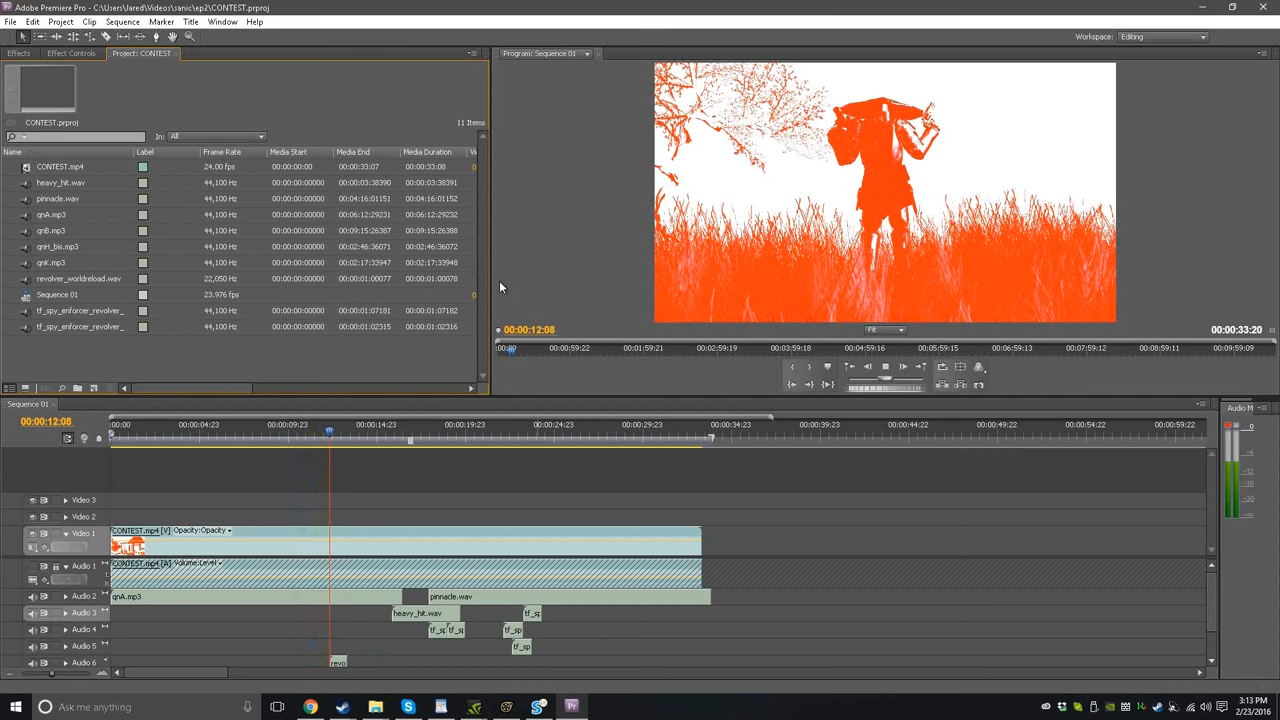 Adobe Premiere Pro - C:\Users\Jared\Videos\sanic\ep2\CONTEST.prproj
File Edit Project Clip Sequence Marker Title Window Help
Workspace: Editing
Effects Effect Controls Project: CONTEST
Program: Sequence 01
CONTEST.prproj
11 Items
In: All
Name Label Frame Rate Media Start Media End Media Duration
CONTEST.mp4 24.00 fps 00:00:00:00 00:00:33:07 00:00:33:08
heavy_hit.wav 44,100 Hz 00:00:00:00000 00:00:03:38390 00:00:03:38391
pinnacle.wav 44,100 Hz 00:00:00:00000 00:04:16:01151 00:04:16:01152
qnA.mp3 44,100 Hz 00:00:00:00000 00:06:12:29231 00:06:12:29232
qnB.mp3 44,100 Hz 00:00:00:00000 00:09:15:26387 00:09:15:26388
qnH_bis.mp3 44,100 Hz 00:00:00:00000 00:02:46:36071 00:02:46:36072
qnK.mp3 44,100 Hz 00:00:00:00000 00:02:17:33947 00:02:17:33948
revolver_worldreload.wav 22,050 Hz 00:00:00:00000 00:00:01:00077 00:00:01:00078
Sequence 01 23.976 fps
tf_spy_enforcer_revolver_ 44,100 Hz 00:00:00:00000 00:00:01:07181 00:00:01:07182
tf_spy_enforcer_revolver_ 44,100 Hz 00:00:00:00000 00:00:01:02315 00:00:01:02316
00:00:12:08 Fit 00:00:33:20
00:00:59:22 00:01:59:21 00:02:59:19 00:03:59:18 00:04:59:16 00:05:59:15 00:06:59:13 00:07:59:12 00:08:59:11 00:09:59:09
Sequence 01
Audio M
00:00:12:08
:00:00 00:00:04:23 00:00:09:23 00:00:14:23 00:00:19:23 00:00:24:23 00:00:29:23 00:00:34:23 00:00:39:23 00:00:44:22 00:00:49:22 00:00:54:22 00:00:59:22
Video 3
Video 2
Video 1 CONTEST.mp4 [V] Opacity:Opacity
Audio 1 CONTEST.mp4 [A] Volume:Level
Audio 2 qnA.mp3 pinnacle.wav
Audio 3 heavy_hit.wav tf_sp
Audio 4 tf_sp tf_sp tf_sp
Audio 5 tf_sp
Audio 6 revo
Ask me anything
3:13 PM
2/23/2016